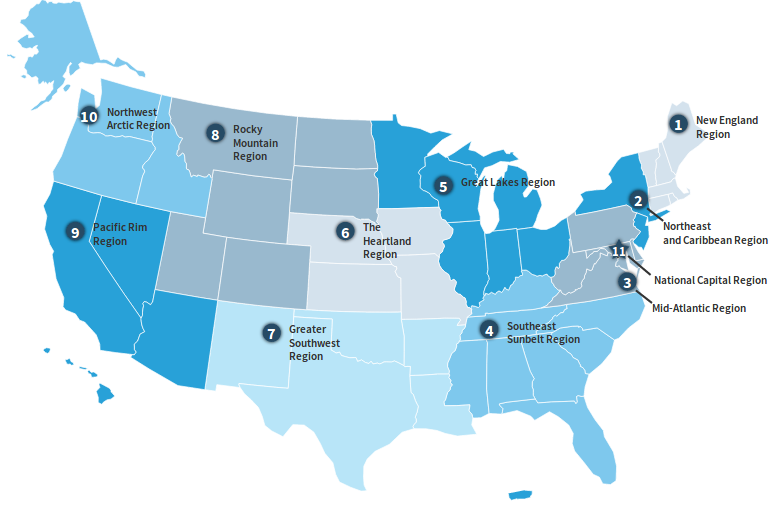 10
Northwest
Arctic Region
8
Rocky
Mountain
Region
1
New England
Region
5
Great Lakes Region
2
Northeast
and Caribbean Region
9
Pacific Rim
Region
6
The
Heartland
Region
11
National Capital Region
3
Mid-Atlantic Region
7
Greater
Southwest
Region
4
Southeast
Sunbelt Region